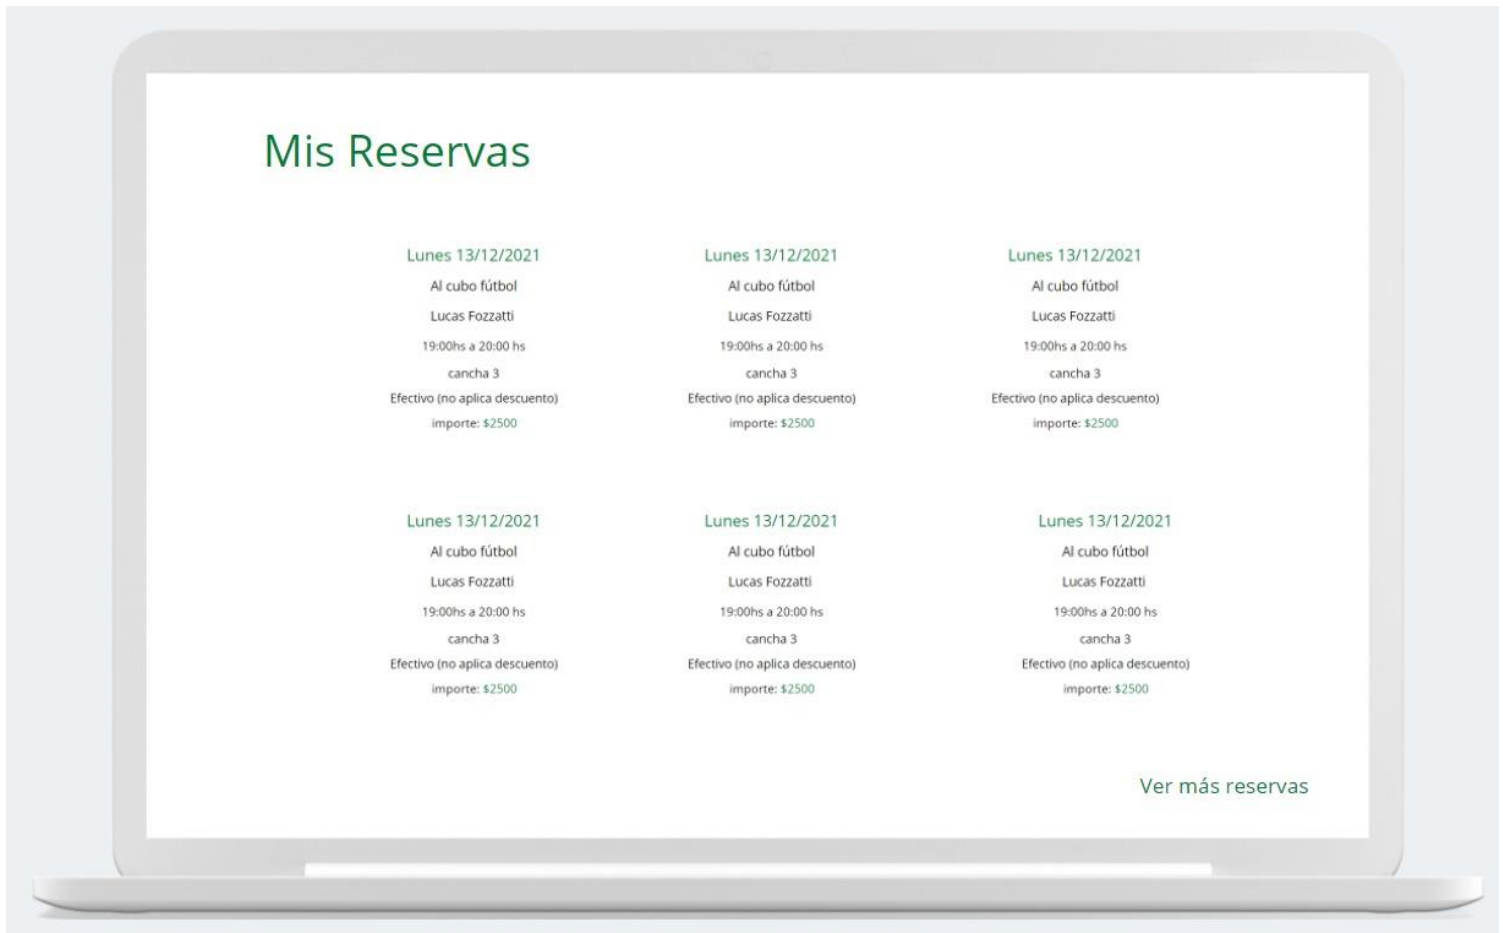 Mis Reservas
Lunes 13/12/2021
Al cubo fútbol
Lucas Fozzatti
19:00hs a 20:00 hs
cancha 3
Efectivo (no aplica descuento)
importe: $2500
Lunes 13/12/2021
Al cubo fútbol
Lucas Fozzatti
19:00hs a 20:00 hs
cancha 3
Efectivo (no aplica descuento)
importe: $2500
Lunes 13/12/2021
Al cubo fútbol
Lucas Fozzatti
19:00hs a 20:00 hs
cancha 3
Efectivo (no aplica descuento)
importe: $2500
Lunes 13/12/2021
Al cubo fútbol
Lucas Fozzatti
19:00hs a 20:00 hs
cancha 3
Efectivo (no aplica descuento)
importe: $2500
Lunes 13/12/2021
Al cubo fútbol
Lucas Fozzatti
19:00hs a 20:00 hs
cancha 3
Efectivo (no aplica descuento)
importe: $2500
Lunes 13/12/2021
Al cubo fútbol
Lucas Fozzatti
19:00hs a 20:00 hs
cancha 3
Efectivo (no aplica descuento)
importe: $2500
Ver más reservas